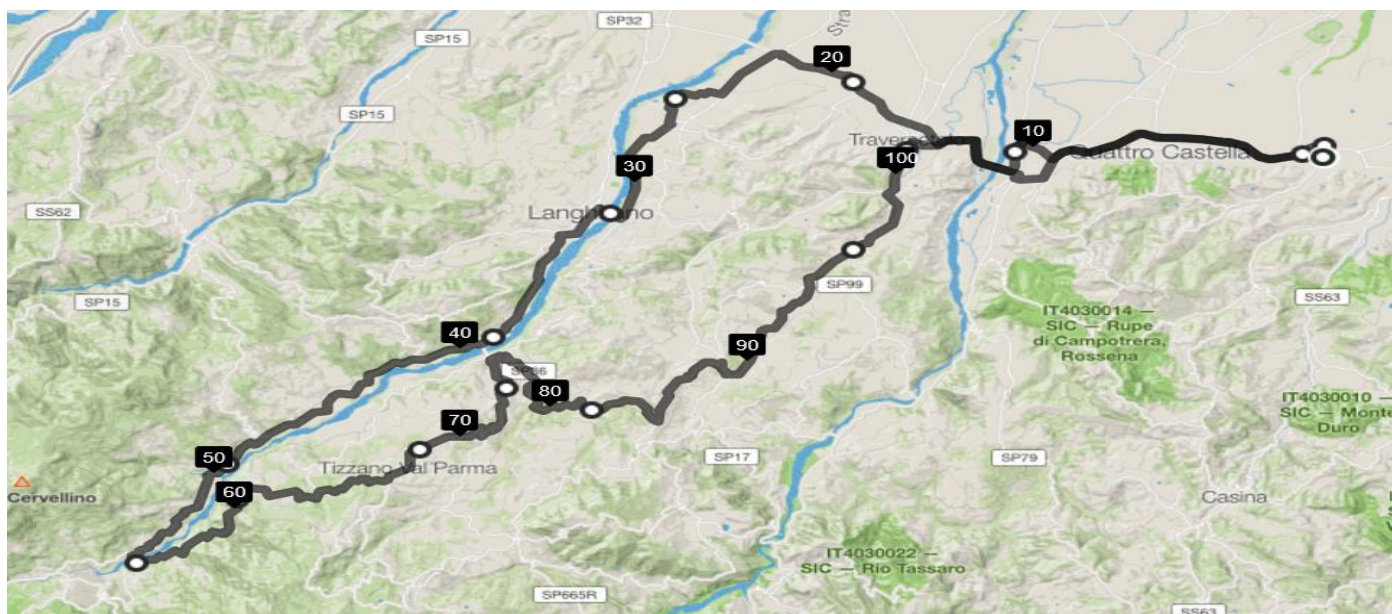 SP32
SP15
20
SP15
10
Quattro Castella
100
30
Langhirano
SS62
SP15
SP99
SS63
IT4030014 —
SIC — Rupe
di Campotrera,
Rossena
40
90
80
IT4030010 —
SIC — Monte
Duro
70
50
Tizzano Val Parma
SP17
SP79
Cervellino
60
Casina
IT4030022 —
SIC — Rio Tassaro
SP665R
SS63